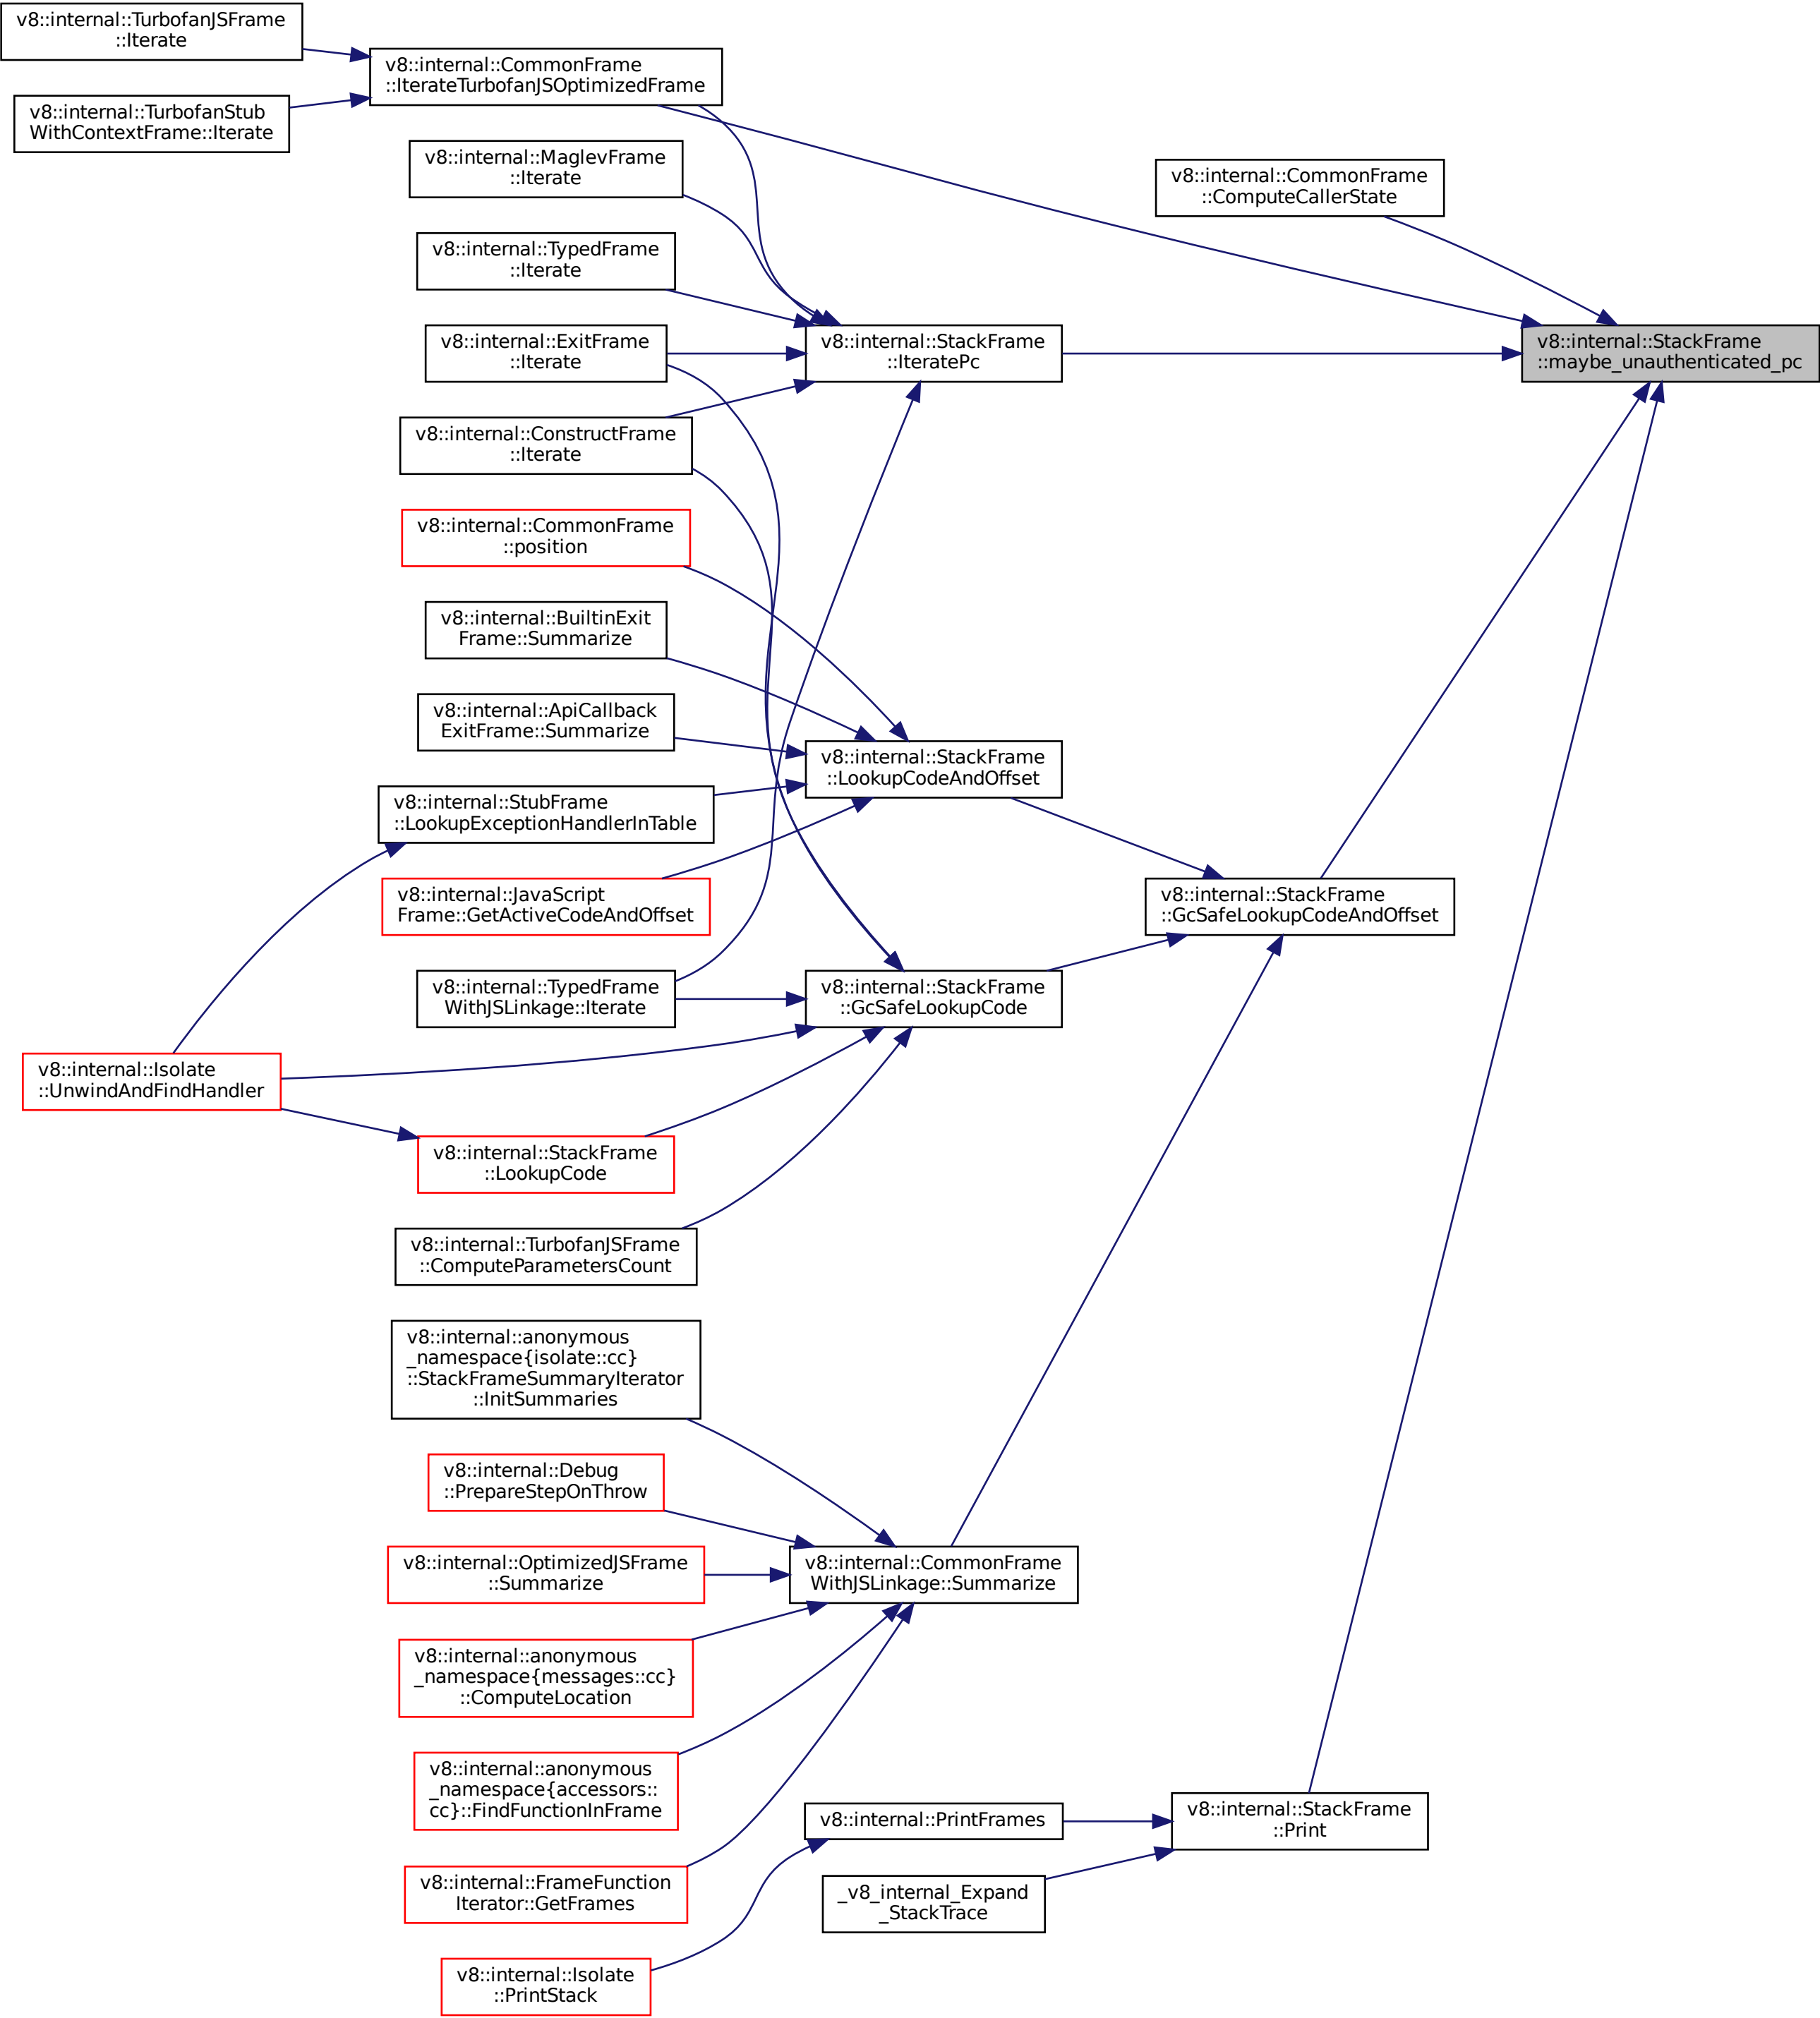 v8::internal::TurbofanJSFrame
::Iterate
v8::internal::TurbofanStub
WithContextFrame::Iterate
v8::internal::CommonFrame
::IterateTurbofanJSOptimizedFrame
v8::internal::MaglevFrame
::Iterate
v8::internal::TypedFrame
::Iterate
v8::internal::ExitFrame
::Iterate
v8::internal::ConstructFrame
::Iterate
v8::internal::CommonFrame
::position
v8::internal::BuiltinExit
Frame::Summarize
v8::internal::ApiCallback
ExitFrame::Summarize
v8::internal::StubFrame
::LookupExceptionHandlerInTable
v8::internal::JavaScript
Frame::GetActiveCodeAndOffset
v8::internal::TypedFrame
WithJSLinkage::Iterate
v8::internal::Isolate
::UnwindAndFindHandler
v8::internal::StackFrame
::LookupCode
v8::internal::TurbofanJSFrame
::ComputeParametersCount
v8::internal::anonymous
_namespace{isolate::cc}
::StackFrameSummaryIterator
::InitSummaries
v8::internal::Debug
::PrepareStepOnThrow
v8::internal::OptimizedJSFrame
::Summarize
v8::internal::anonymous
_namespace{messages::cc}
::ComputeLocation
v8::internal::anonymous
_namespace{accessors::
cc}::FindFunctionInFrame
v8::internal::FrameFunction
Iterator::GetFrames
v8::internal::Isolate
::PrintStack
v8::internal::StackFrame
::IteratePc
v8::internal::StackFrame
::LookupCodeAndOffset
v8::internal::StackFrame
::GcSafeLookupCode
v8::internal::CommonFrame
WithJSLinkage::Summarize
v8::internal::PrintFrames
_v8_internal_Expand
_StackTrace
v8::internal::CommonFrame
::ComputeCallerState
v8::internal::StackFrame
::GcSafeLookupCodeAndOffset
v8::internal::StackFrame
::Print
v8::internal::StackFrame
::maybe_unauthenticated_pc